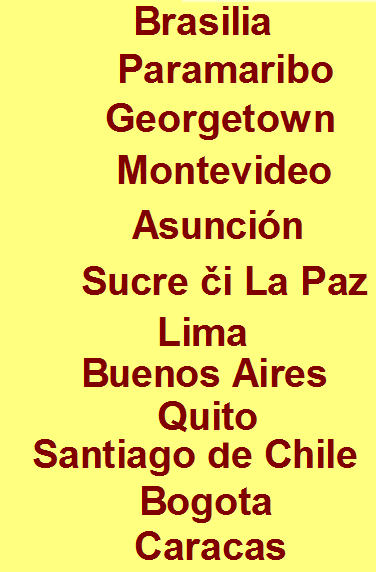 Brasilia
Paramaribo
Georgetown
Montevideo
Asunción
Sucre či La Paz
Lima
Buenos Aires
Quito
Santiago de Chile
Bogota
Caracas